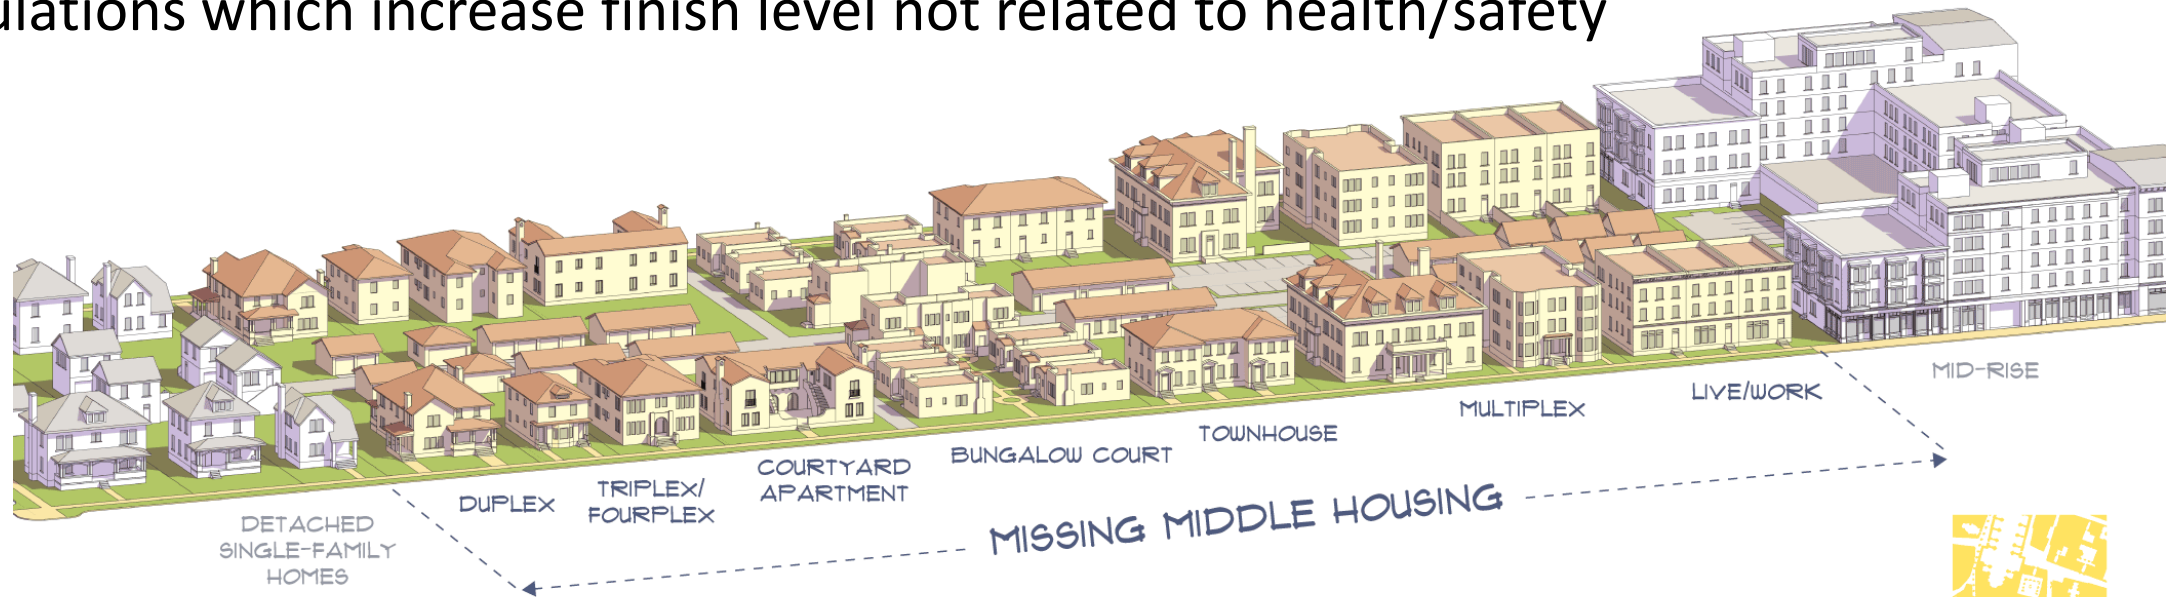 ulations which increase finish level not related to health/safety
DETACHED
SINGLE-FAMILY
HOMES
DUPLEX
TRIPLEX/
FOURPLEX
COURTYARD
APARTMENT
BUNGALOW COURT
TOWNHOUSE
MULTIPLEX
LIVE/WORK
MID-RISE
MISSING MIDDLE HOUSING